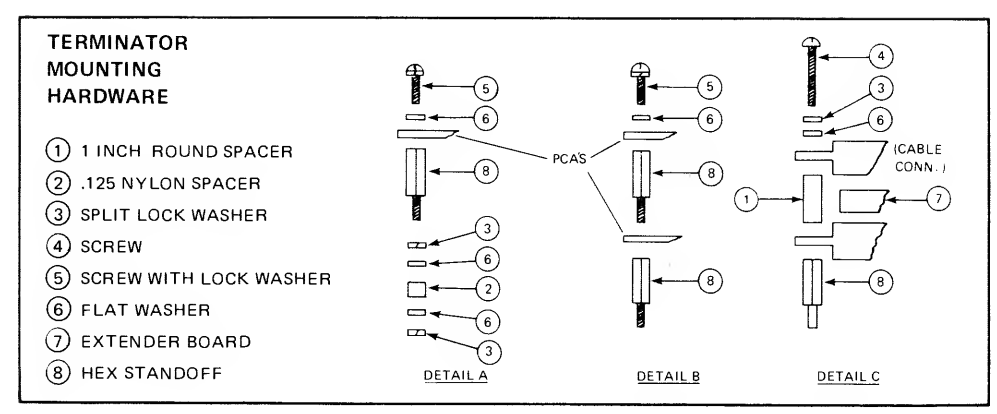 TERMINATOR
MOUNTING
HARDWARE
1 1 INCH ROUND SPACER
2 .125 NYLON SPACER
3 SPLIT LOCK WASHER
4 SCREW
5 SCREW WITH LOCK WASHER
6 FLAT WASHER
7 EXTENDER BOARD
8 HEX STANDOFF
5
6
8
3
6
2
6
3
DETAIL A
PCA'S
5
6
8
8
DETAIL B
4
3
6
(CABLE
CONN.)
1
7
8
DETAIL C